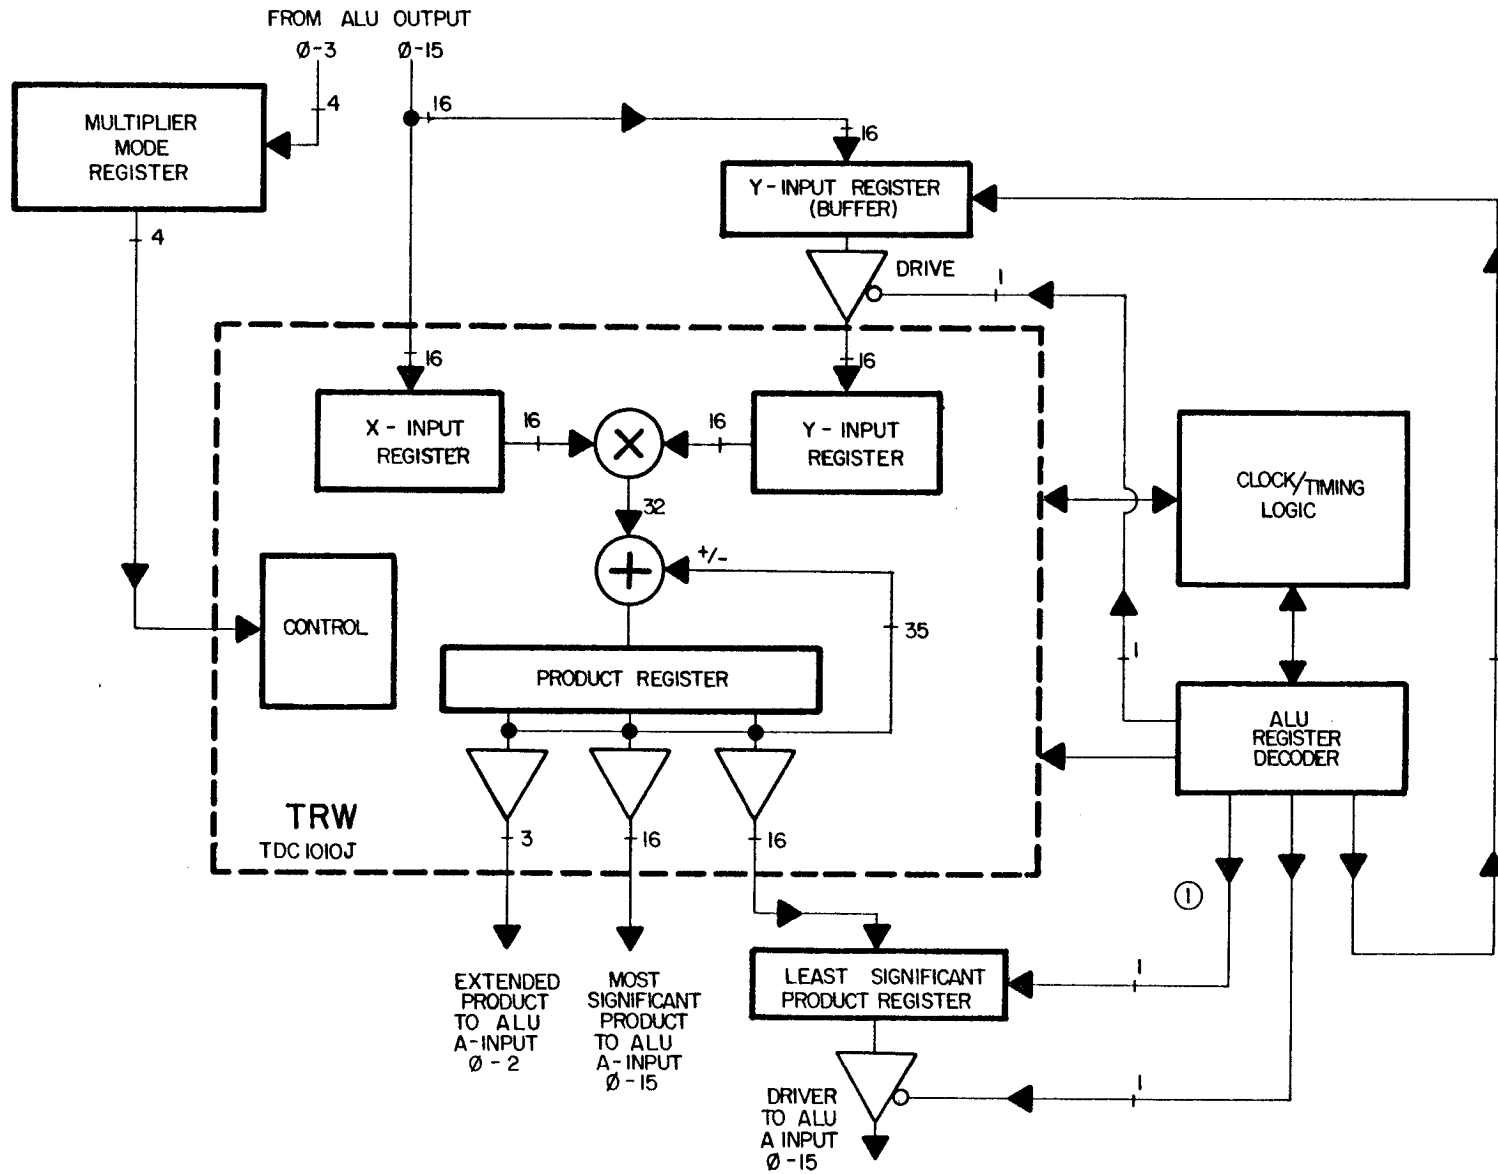 FROM ALU OUTPUT
Ø-3
Ø-15
4
16
MULTIPLIER
MODE
REGISTER
16
Y-INPUT REGISTER
(BUFFER)
4
DRIVE
1
16
16
X-INPUT
REGISTER
16
16
Y-INPUT
REGISTER
CLOCK/TIMING
LOGIC
32
+/-
CONTROL
35
1
PRODUCT REGISTER
ALU
REGISTER
DECODER
TRW
TDC1010J
3
16
16
1
EXTENDED
PRODUCT
TO ALU
A-INPUT
Ø-2
MOST
SIGNIFICANT
PRODUCT
TO ALU
A-INPUT
Ø-15
LEAST SIGNIFICANT
PRODUCT REGISTER
1
DRIVER
TO ALU
A INPUT
Ø-15
1